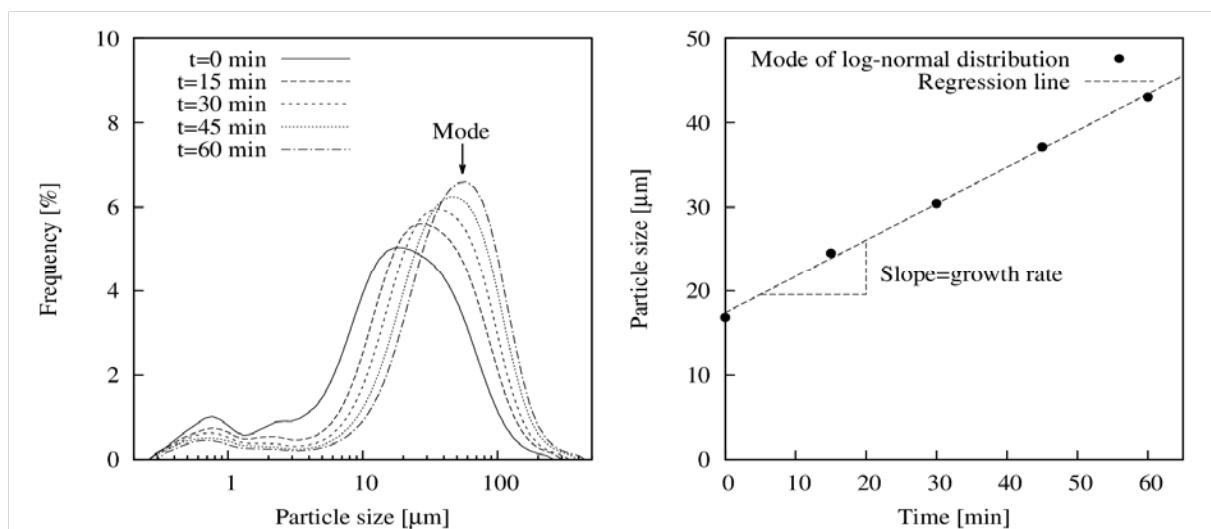 10
8
6
4
2
0
Frequency [%]
t=0 min
t=15 min
t=30 min
t=45 min
t=60 min
Mode
1
10
100
Particle size [µm]
50
40
30
20
10
0
Particle size [µm]
Mode of log-normal distribution
Regression line
Slope=growth rate
0
10
20
30
40
50
60
Time [min]